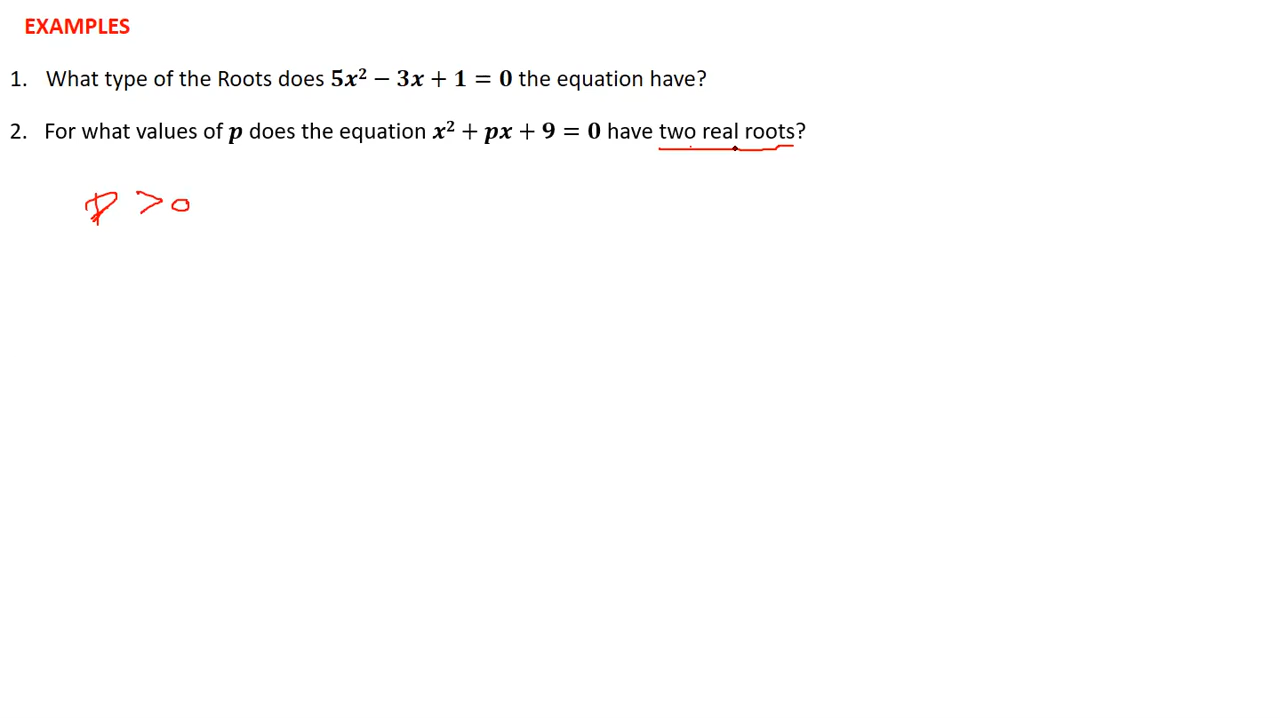 EXAMPLES
1. What type of the Roots does 5x² − 3x + 1 = 0 the equation have?
2. For what values of p does the equation x² + px + 9 = 0 have two real roots?
D > 0